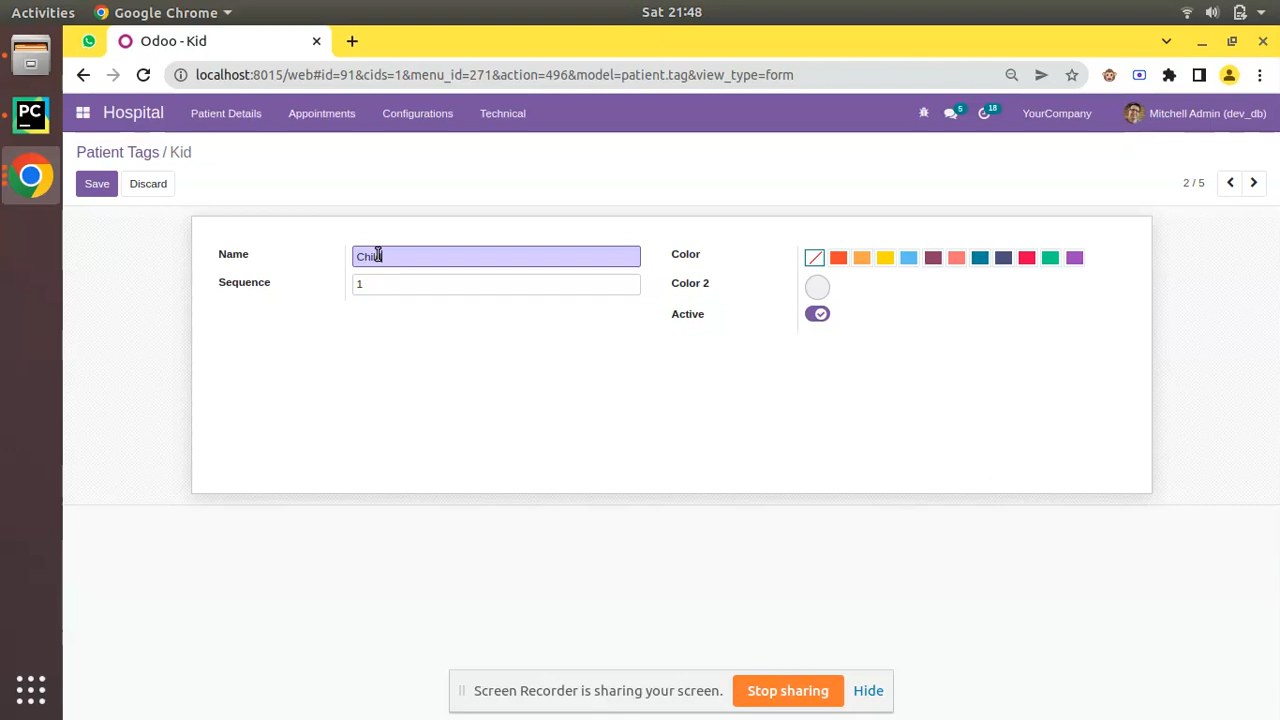 Activities
Google Chrome
Sat 21:48
Odoo - Kid
localhost:8015/web#id=91&cids=1&menu_id=271&action=496&model=patient.tag&view_type=form
PC
Hospital
Patient Details
Appointments
Configurations
Technical
5
18
YourCompany
Mitchell Admin (dev_db)
Patient Tags / Kid
Save
Discard
2 / 5
Name
Color
Sequence
1
Color 2
Active
Screen Recorder is sharing your screen.
Stop sharing
Hide